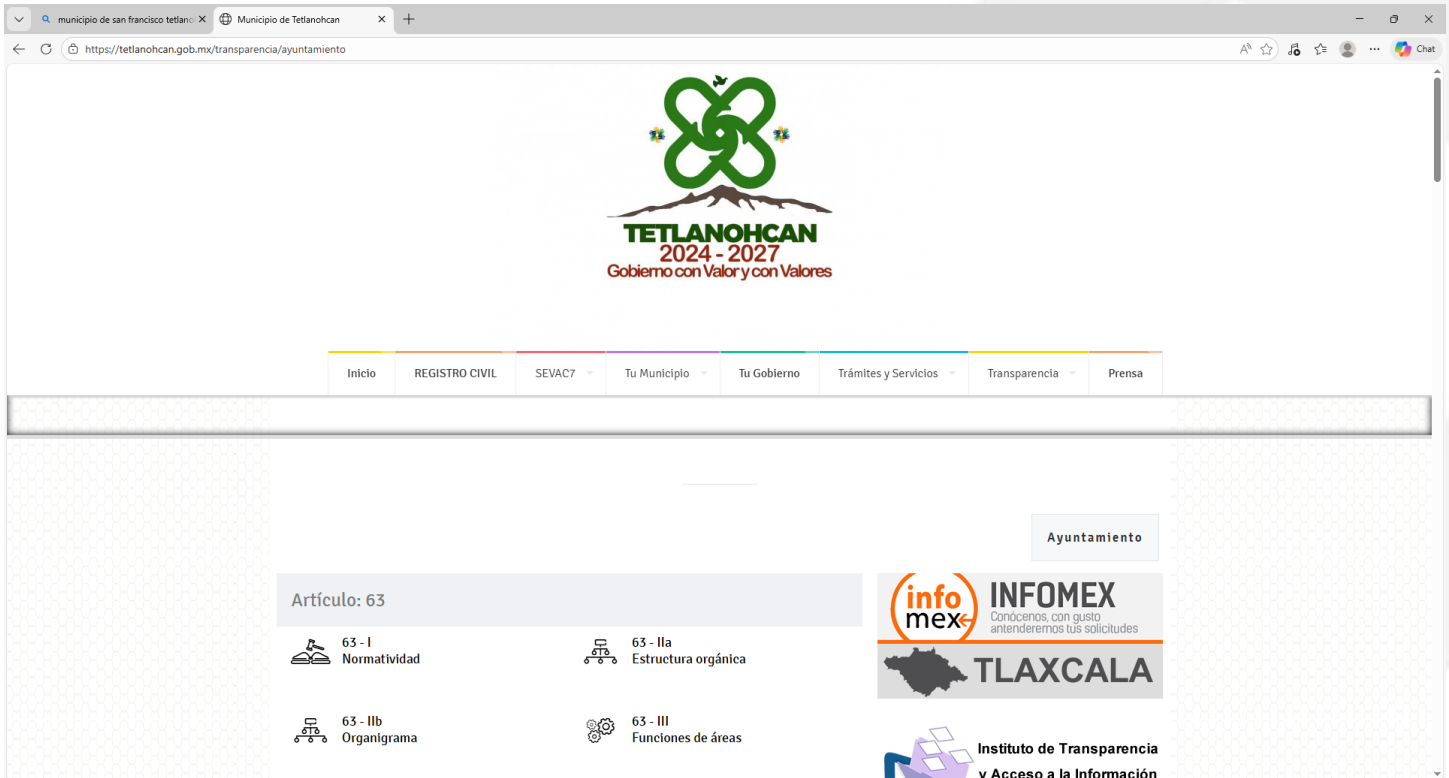 municipio de san francisco tetlano
Municipio de Tetlanohcan
https://tetlanohcan.gob.mx/transparencia/ayuntamiento
Chat
TETLANOHCAN
2024 - 2027
Gobierno con Valor y con Valores
Inicio
REGISTRO CIVIL
SEVAC7
Tu Municipio
Tu Gobierno
Trámites y Servicios
Transparencia
Prensa
Ayuntamiento
Artículo: 63
63 - I
Normatividad
63 - IIa
Estructura orgánica
63 - IIb
Organigrama
63 - III
Funciones de áreas
info
mex
INFOMEX
Conócenos, con gusto
antenderemos tus solicitudes
TLAXCALA
Instituto de Transparencia
y Acceso a la Información